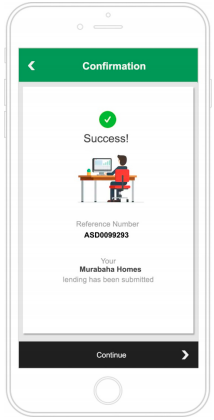 Confirmation
Success!
Reference Number
ASD0099293
Your
Murabaha Homes
lending has been submitted
Continue